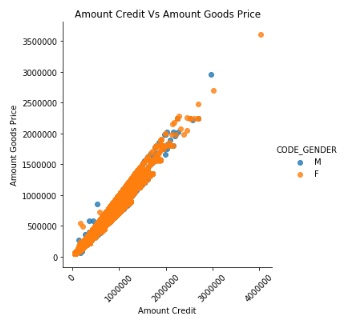 Amount Credit Vs Amount Goods Price
3500000
3000000
2500000
2000000
1500000
1000000
500000
0
Amount Goods Price
0
1000000
2000000
3000000
4000000
Amount Credit
CODE_GENDER
M
F